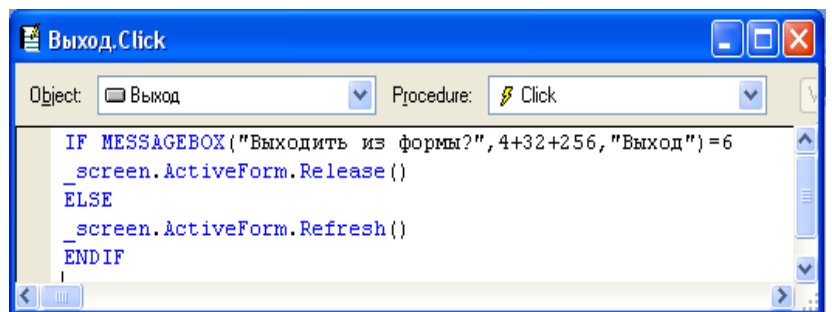 Выход.Click
Object: Выход Procedure: Click
IF MESSAGEBOX("Выходить из формы?",4+32+256,"Выход")=6
_screen.ActiveForm.Release()
ELSE
_screen.ActiveForm.Refresh()
ENDIF